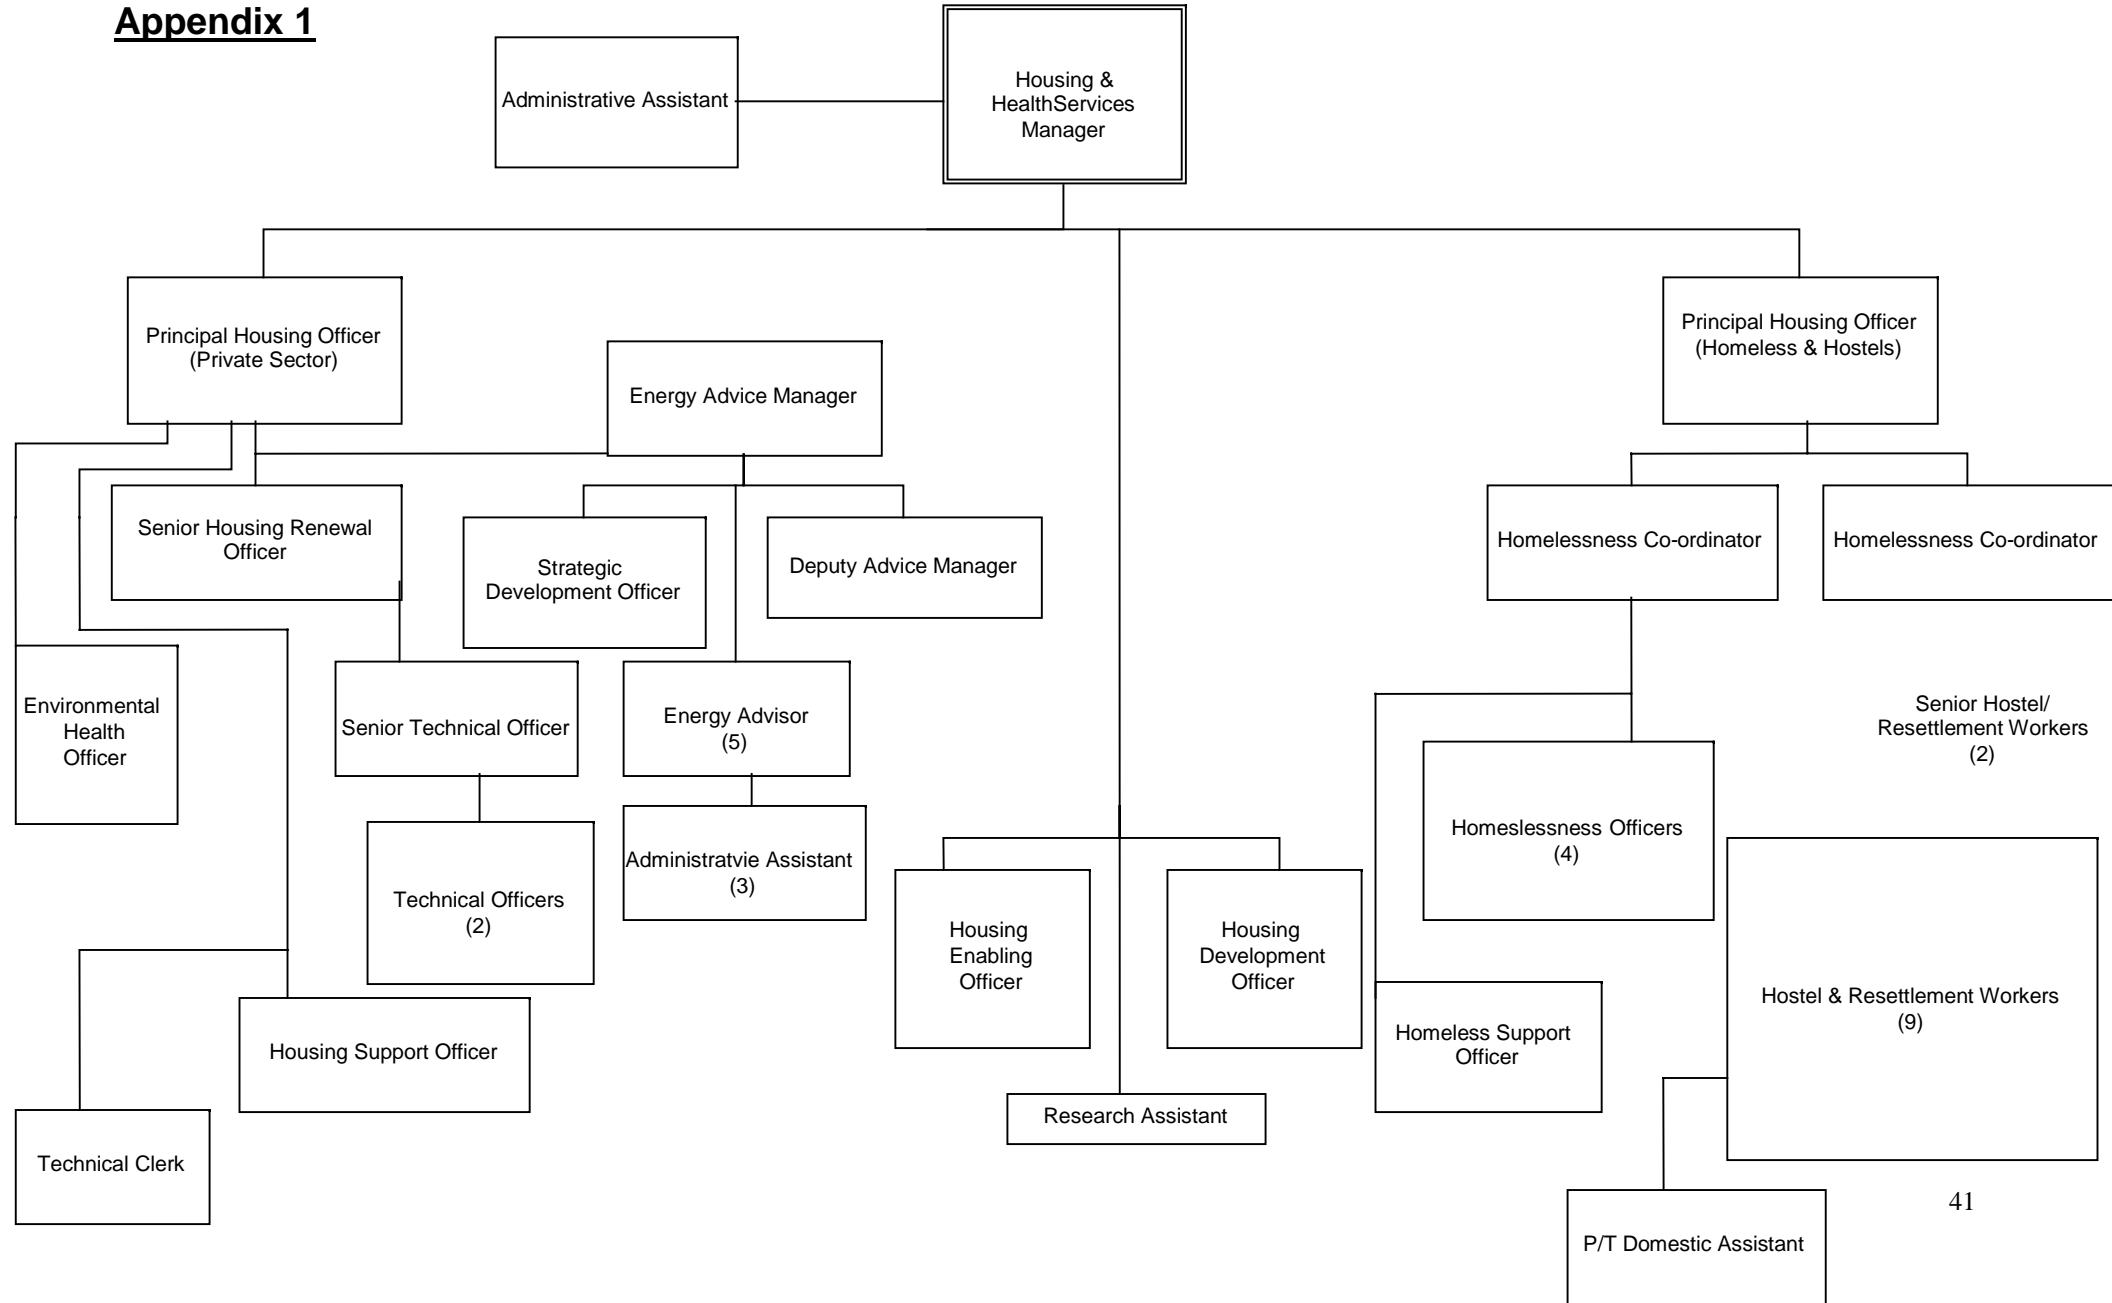 Appendix 1
Administrative Assistant
Housing &
HealthServices
Manager
Principal Housing Officer
(Private Sector)
Principal Housing Officer
(Homeless & Hostels)
Energy Advice Manager
Senior Housing Renewal
Officer
Strategic
Development Officer
Deputy Advice Manager
Homelessness Co-ordinator
Homelessness Co-ordinator
Environmental
Health
Officer
Senior Technical Officer
Energy Advisor
(5)
Senior Hostel/
Resettlement Workers
(2)
Technical Officers
(2)
Administratvie Assistant
(3)
Homeslessness Officers
(4)
Housing
Enabling
Officer
Housing
Development
Officer
Hostel & Resettlement Workers
(9)
Housing Support Officer
Homeless Support
Officer
Research Assistant
Technical Clerk
41
P/T Domestic Assistant